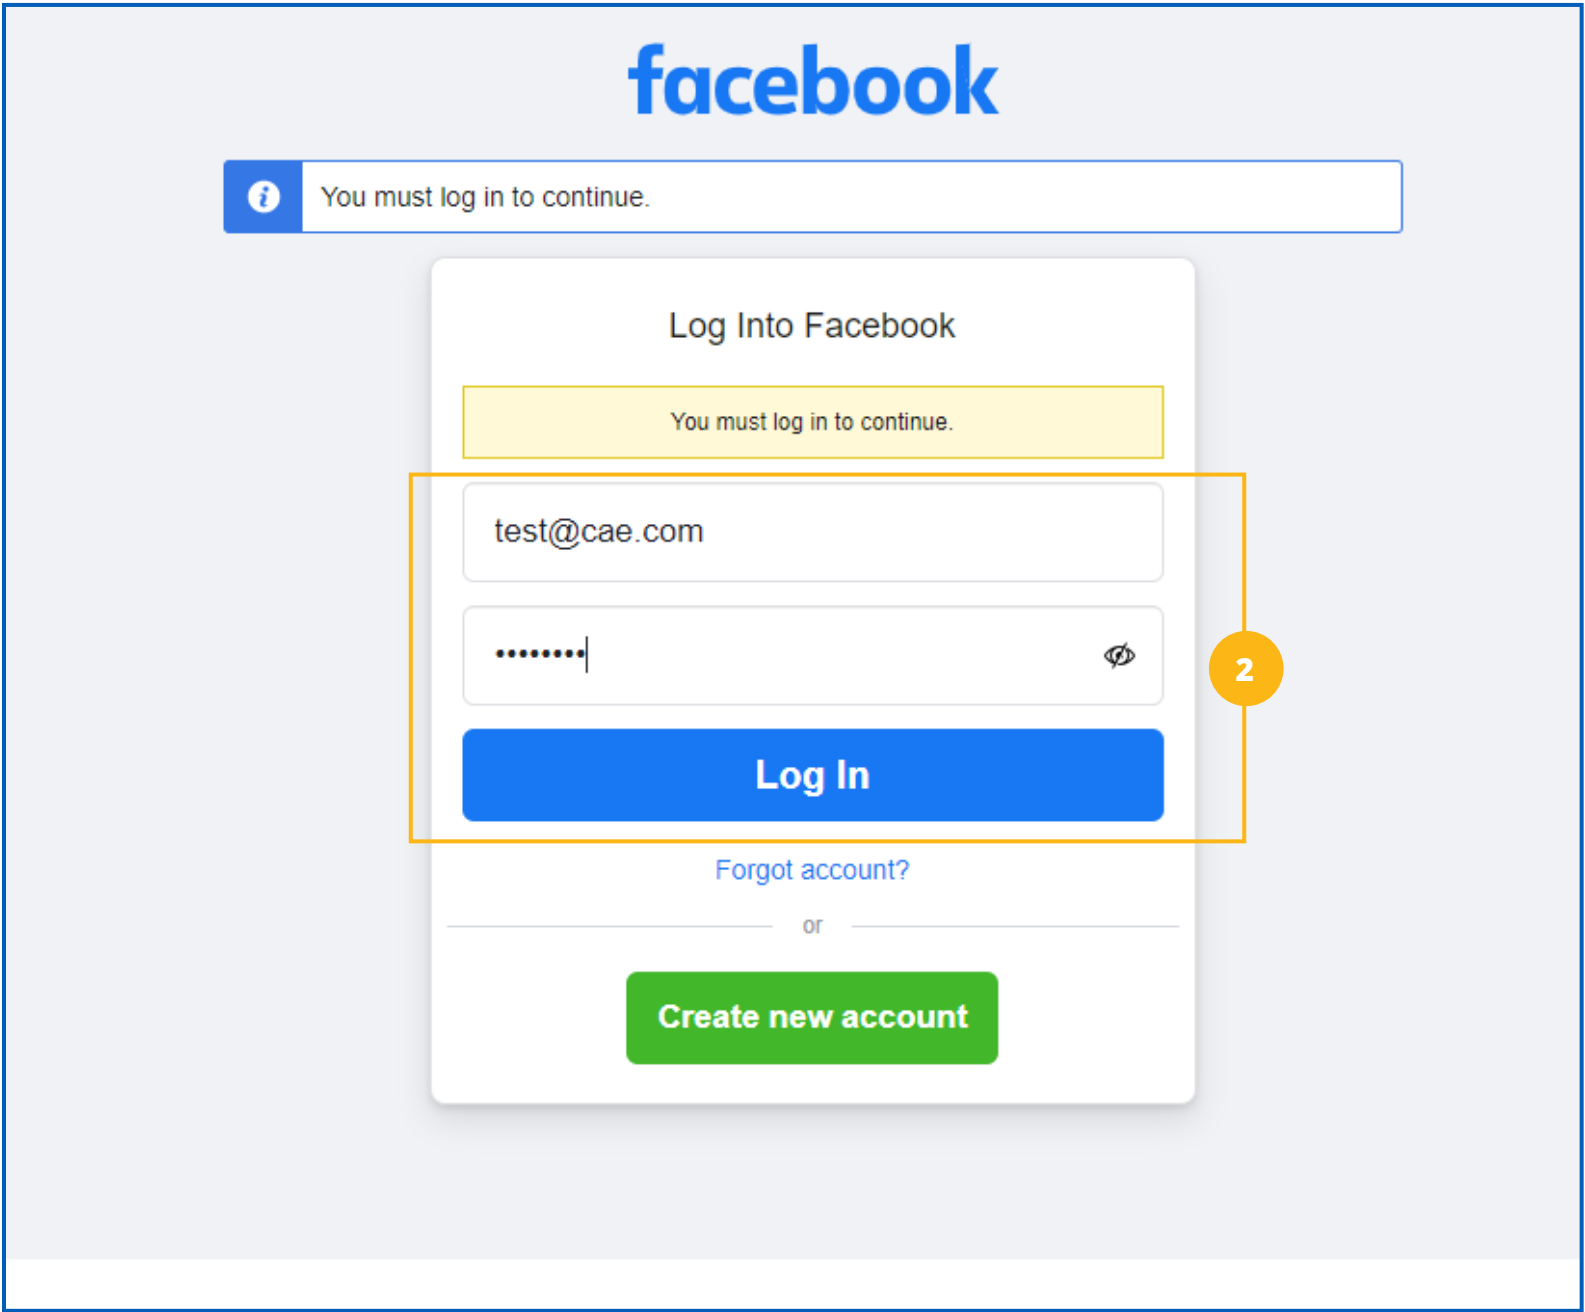 facebook
You must log in to continue.
Log Into Facebook
You must log in to continue.
test@cae.com
••••••••
2
Log In
Forgot account?
or
Create new account